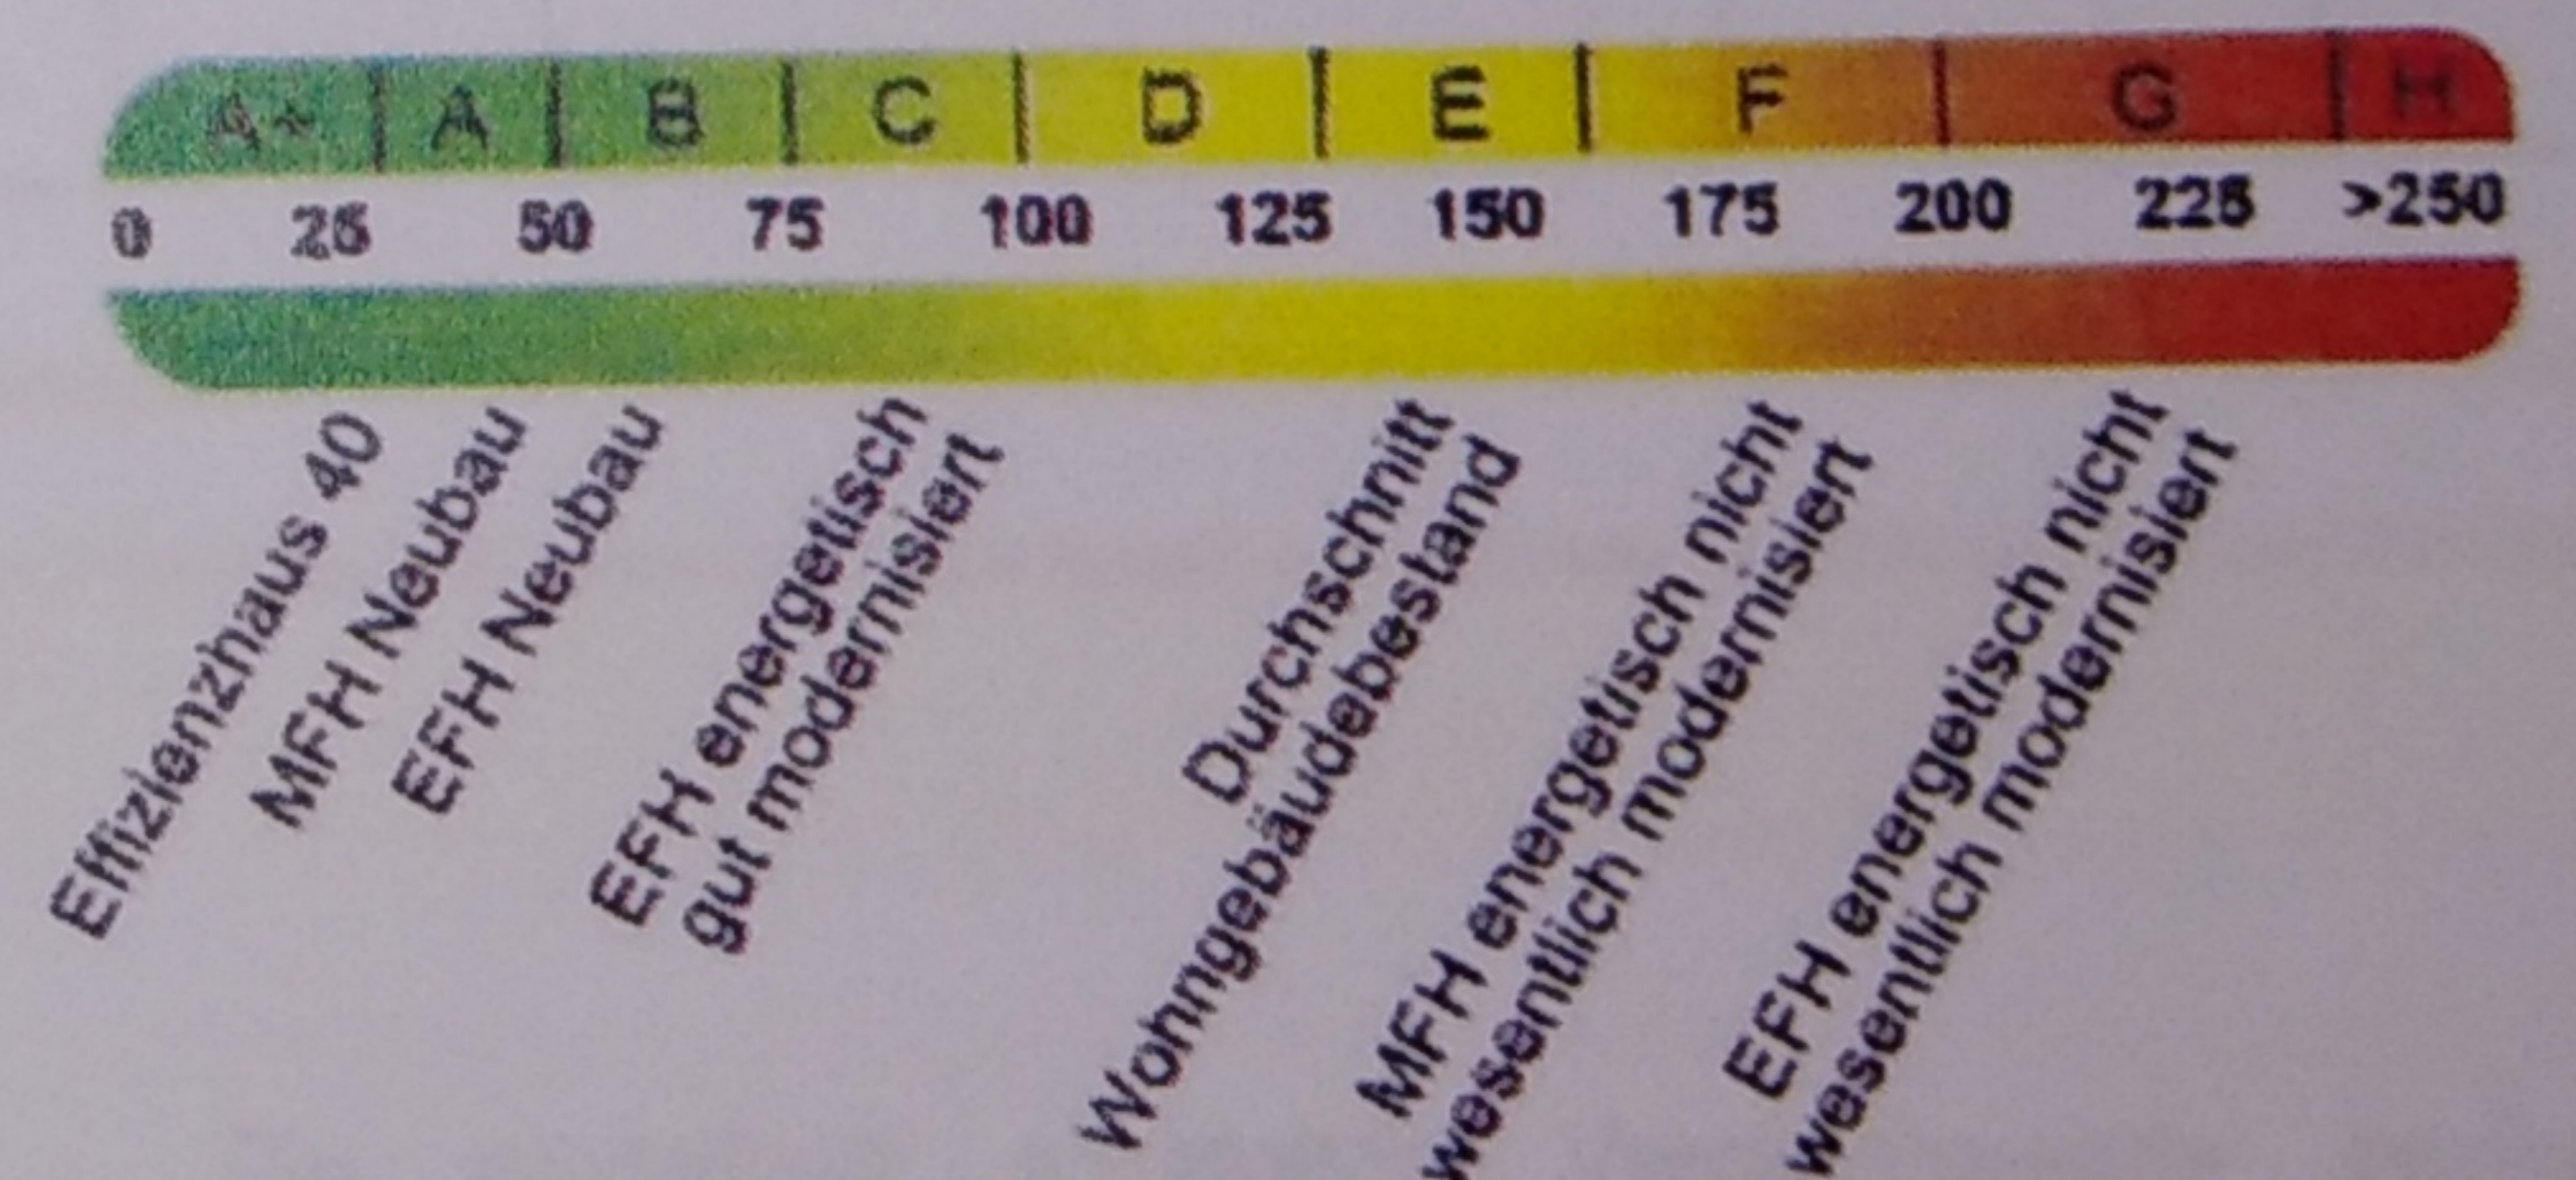 A+ A B C D E F G H
0 25 50 75 100 125 150 175 200 225 >250
Effizienzhaus 40
MFH Neubau
EFH Neubau
EFH energetisch
gut modernisiert
Durchschnitt
Wohngebäudebestand
MFH energetisch nicht
wesentlich modernisiert
EFH energetisch nicht
wesentlich modernisiert